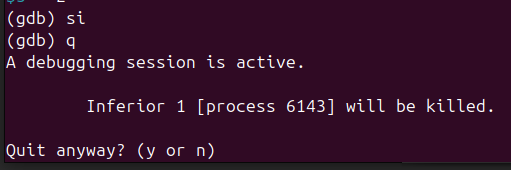 (gdb) si
(gdb) q
A debugging session is active.
Inferior 1 [process 6143] will be killed.
Quit anyway? (y or n)